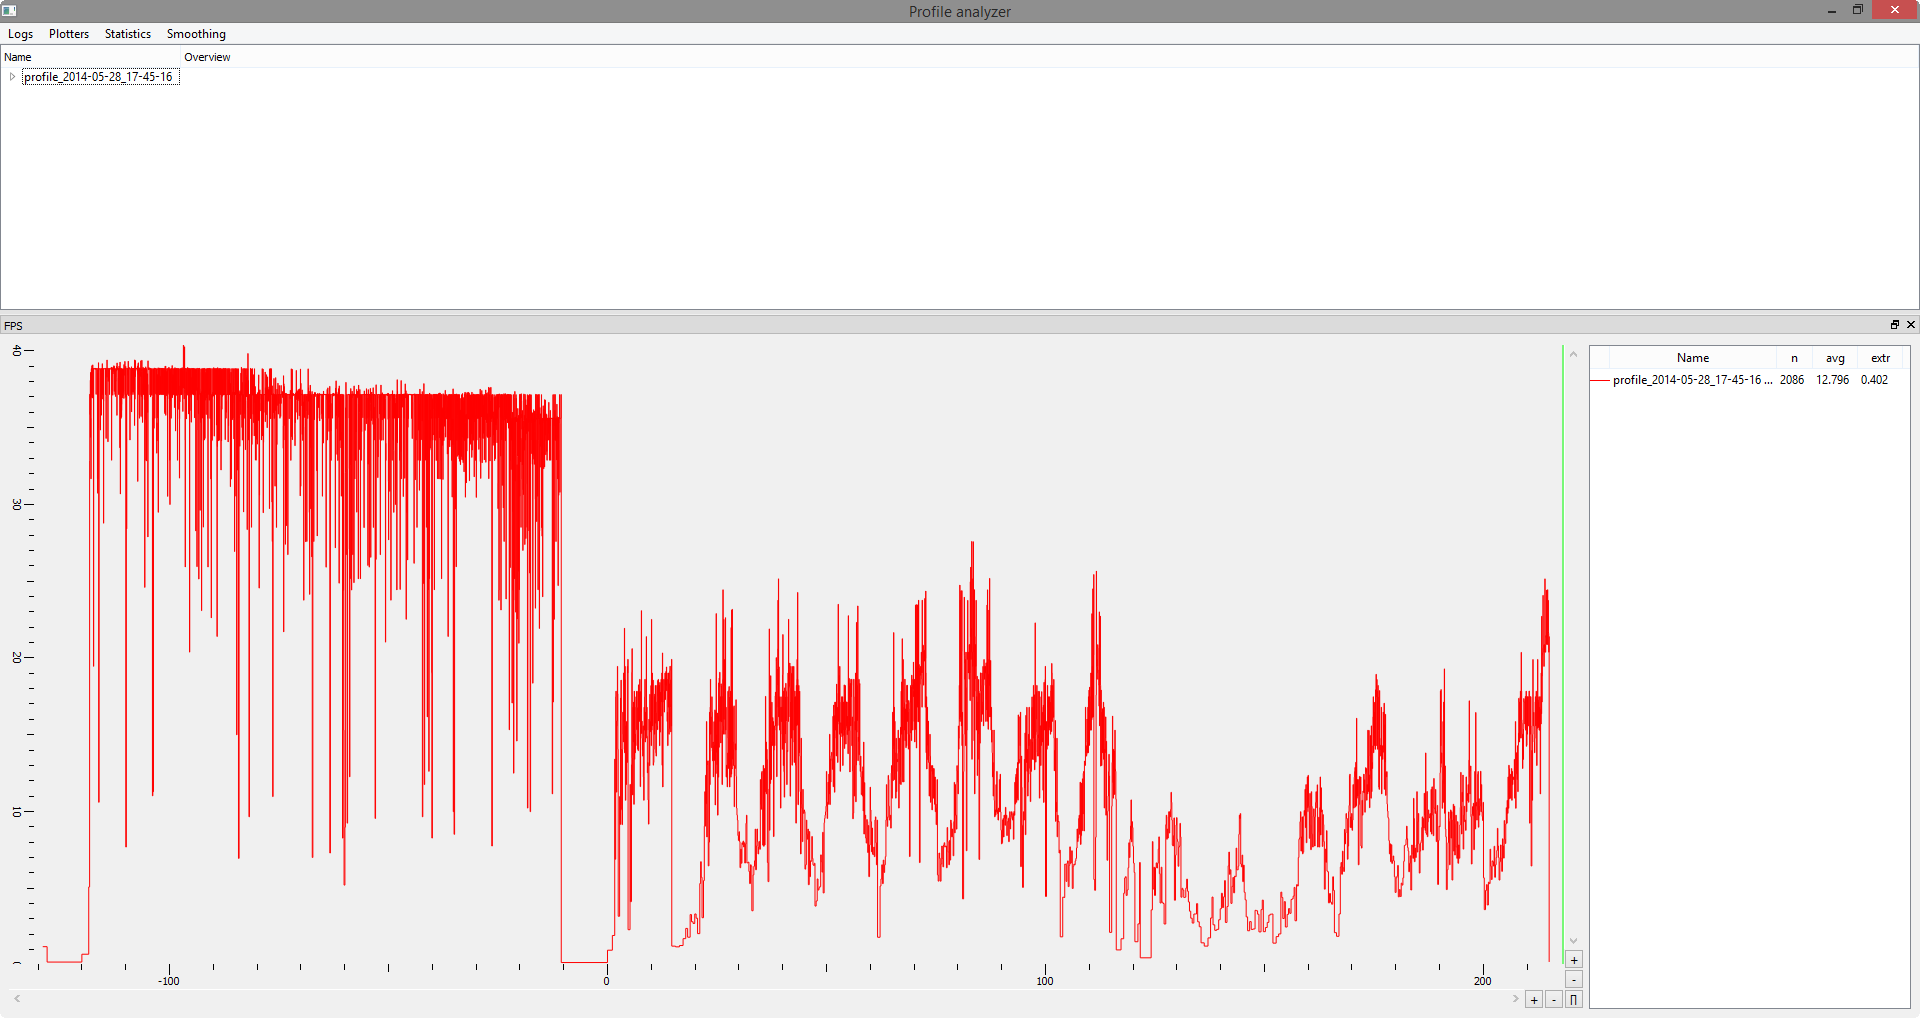 Profile analyzer
Logs Plotters Statistics Smoothing
Name Overview
profile_2014-05-28_17-45-16
FPS
Name n avg extr
profile_2014-05-28_17-45-16 ... 2086 12.796 0.402
40
30
20
10
0
-100 0 100 200
+
-
+ -